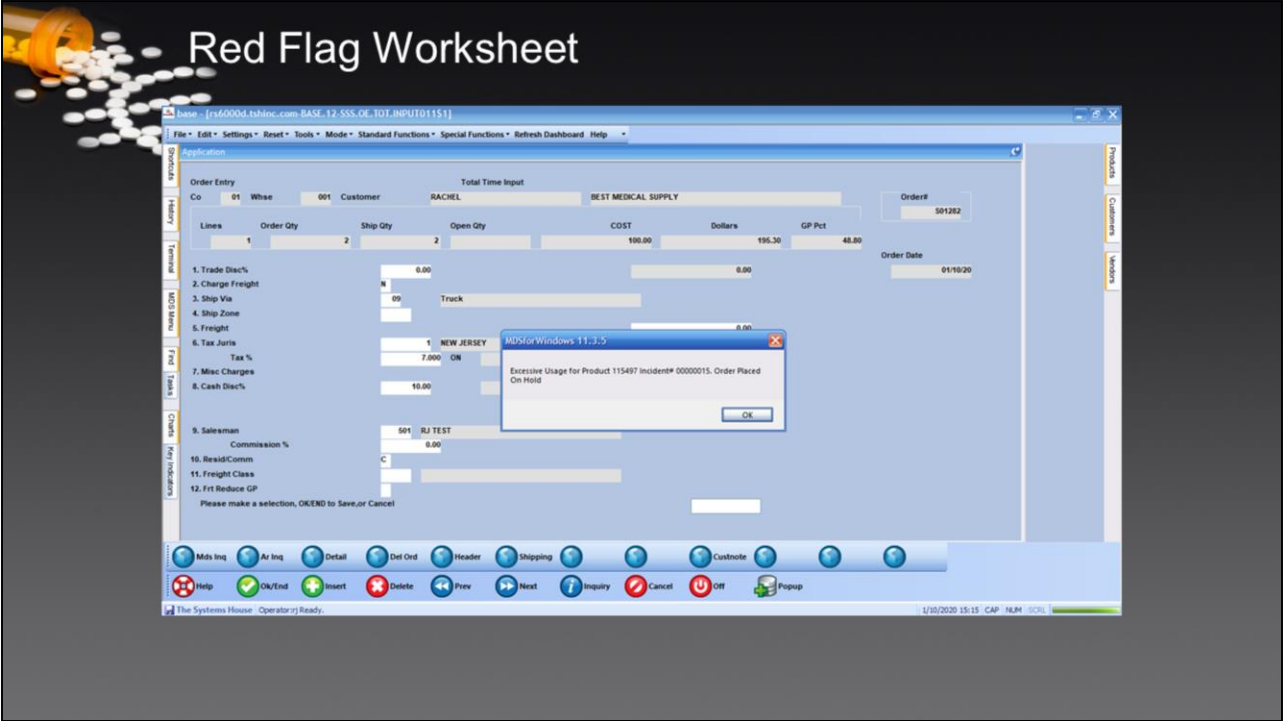 Red Flag Worksheet
base - [rs6000d.tshinc.com-BASE.12-SSS.OE.TOT.INPUT011$1]
File Edit Settings Reset Tools Mode Standard Functions Special Functions Refresh Dashboard Help
Application
Shortcuts
History
Terminal
MDS Menu
Find
Tasks
Charts
Key Indicators
Products
Customers
Vendors
Order Entry Total Time Input
Co 01 Whse 001 Customer RACHEL BEST MEDICAL SUPPLY Order#
501282
Lines Order Qty Ship Qty Open Qty COST Dollars GP Pct
1 2 2 100.00 195.30 48.80
Order Date
01/10/20
1. Trade Disc% 0.00 0.00
2. Charge Freight N
3. Ship Via 09 Truck
4. Ship Zone
5. Freight 0.00
6. Tax Juris 1 NEW JERSEY
Tax % 7.000 ON
7. Misc Charges
8. Cash Disc% 10.00
MDSforWindows 11.3.5
Excessive Usage for Product 115497 Incident# 00000015. Order Placed
On Hold
OK
9. Salesman 501 RJ TEST
Commission % 0.00
10. Resid/Comm C
11. Freight Class
12. Frt Reduce GP
Please make a selection, OK/END to Save,or Cancel
Mds Inq Ar Inq Detail Del Ord Header Shipping Custnote
Help Ok/End Insert Delete Prev Next Inquiry Cancel Off Popup
The Systems House Operator:rj Ready. 1/10/2020 15:15 CAP NUM SCRL